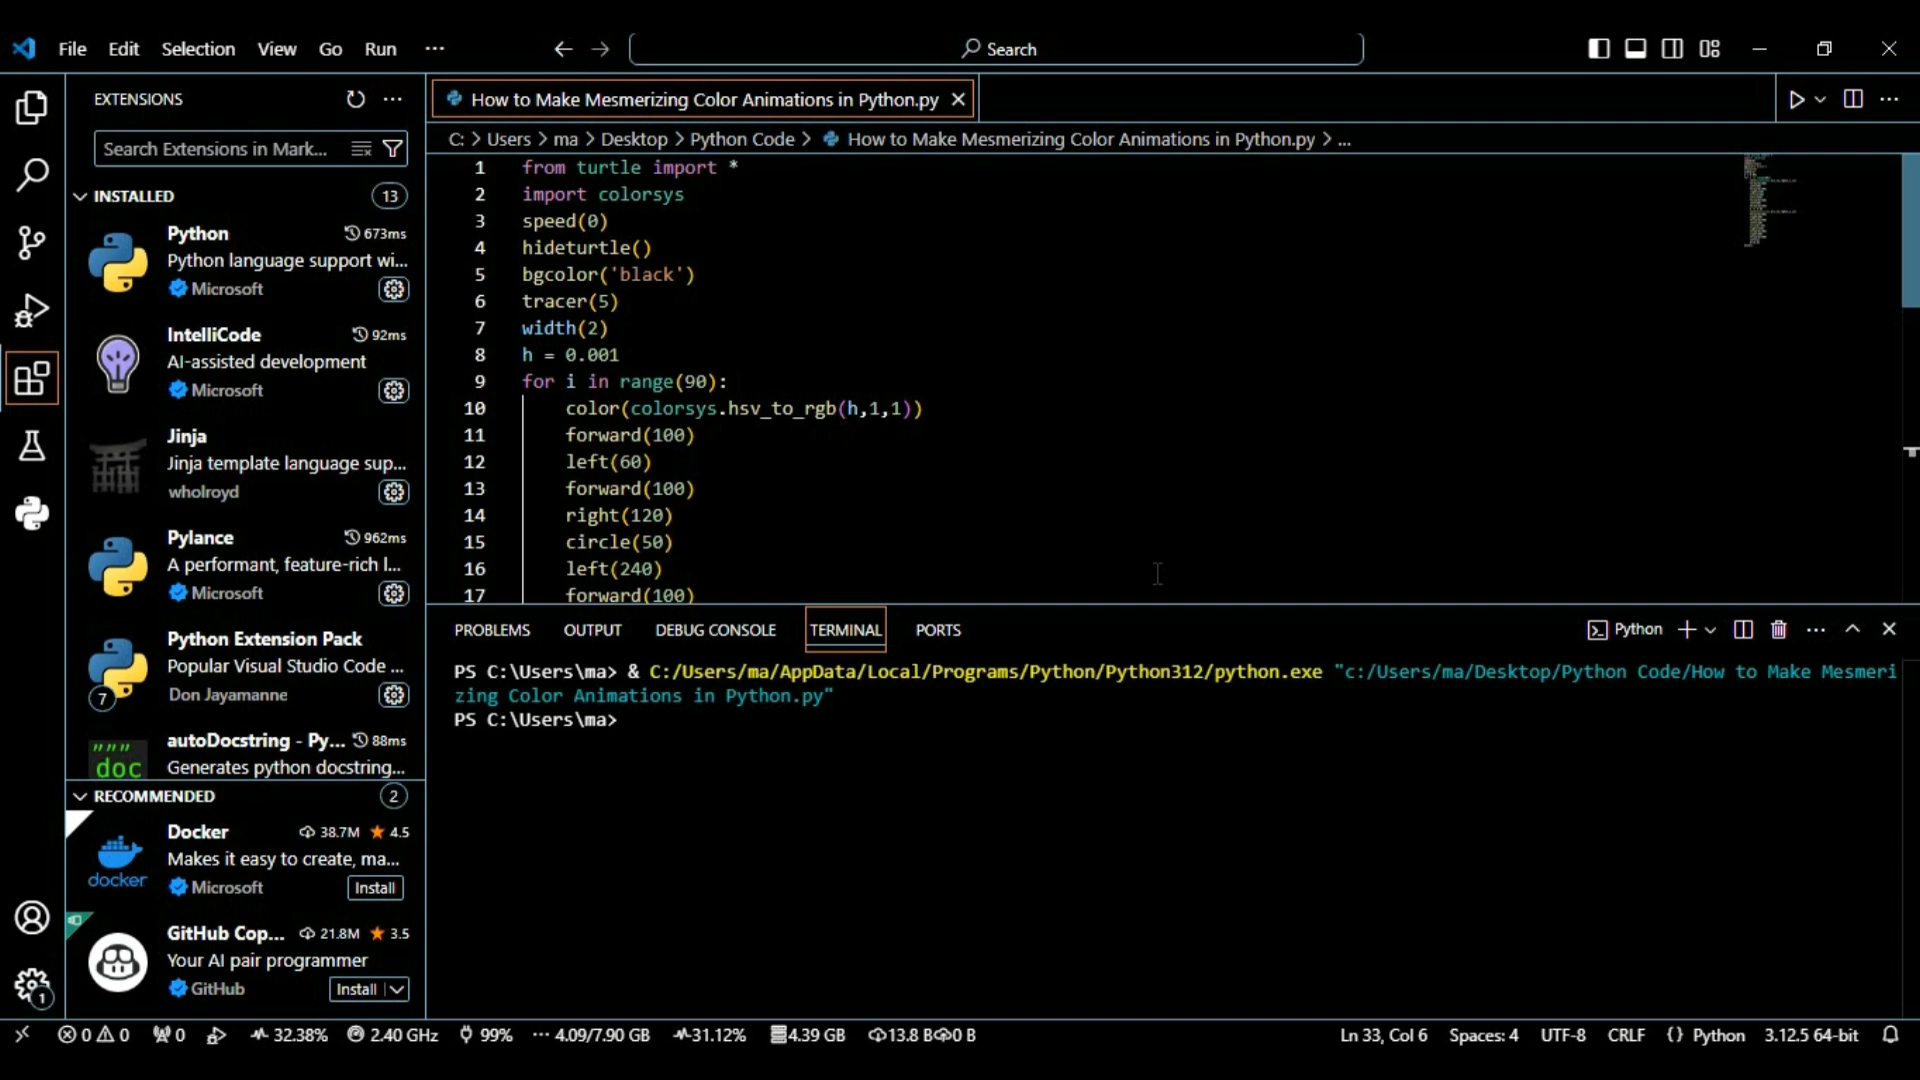 File Edit Selection View Go Run ···
Search
EXTENSIONS
Search Extensions in Mark...
INSTALLED 13
Python 673ms
Python language support wi...
Microsoft
IntelliCode 92ms
AI-assisted development
Microsoft
Jinja
Jinja template language sup...
wholroyd
Pylance 962ms
A performant, feature-rich l...
Microsoft
Python Extension Pack
Popular Visual Studio Code ...
7 Don Jayamanne
autoDocstring - Py... 88ms
""" doc
Generates python docstring...
RECOMMENDED 2
Docker 38.7M 4.5
Makes it easy to create, ma...
docker
Microsoft Install
GitHub Cop... 21.8M 3.5
Your AI pair programmer
GitHub Install
1
How to Make Mesmerizing Color Animations in Python.py
C: > Users > ma > Desktop > Python Code > How to Make Mesmerizing Color Animations in Python.py > ...
1 from turtle import *
2 import colorsys
3 speed(0)
4 hideturtle()
5 bgcolor('black')
6 tracer(5)
7 width(2)
8 h = 0.001
9 for i in range(90):
10 color(colorsys.hsv_to_rgb(h,1,1))
11 forward(100)
12 left(60)
13 forward(100)
14 right(120)
15 circle(50)
16 left(240)
17 forward(100)
PROBLEMS OUTPUT DEBUG CONSOLE TERMINAL PORTS Python
PS C:\Users\ma> & C:/Users/ma/AppData/Local/Programs/Python/Python312/python.exe "c:/Users/ma/Desktop/Python Code/How to Make Mesmeri
zing Color Animations in Python.py"
PS C:\Users\ma>
0 0 0 32.38% 2.40 GHz 99% 4.09/7.90 GB 31.12% 4.39 GB 13.8 B 0 B Ln 33, Col 6 Spaces: 4 UTF-8 CRLF {} Python 3.12.5 64-bit